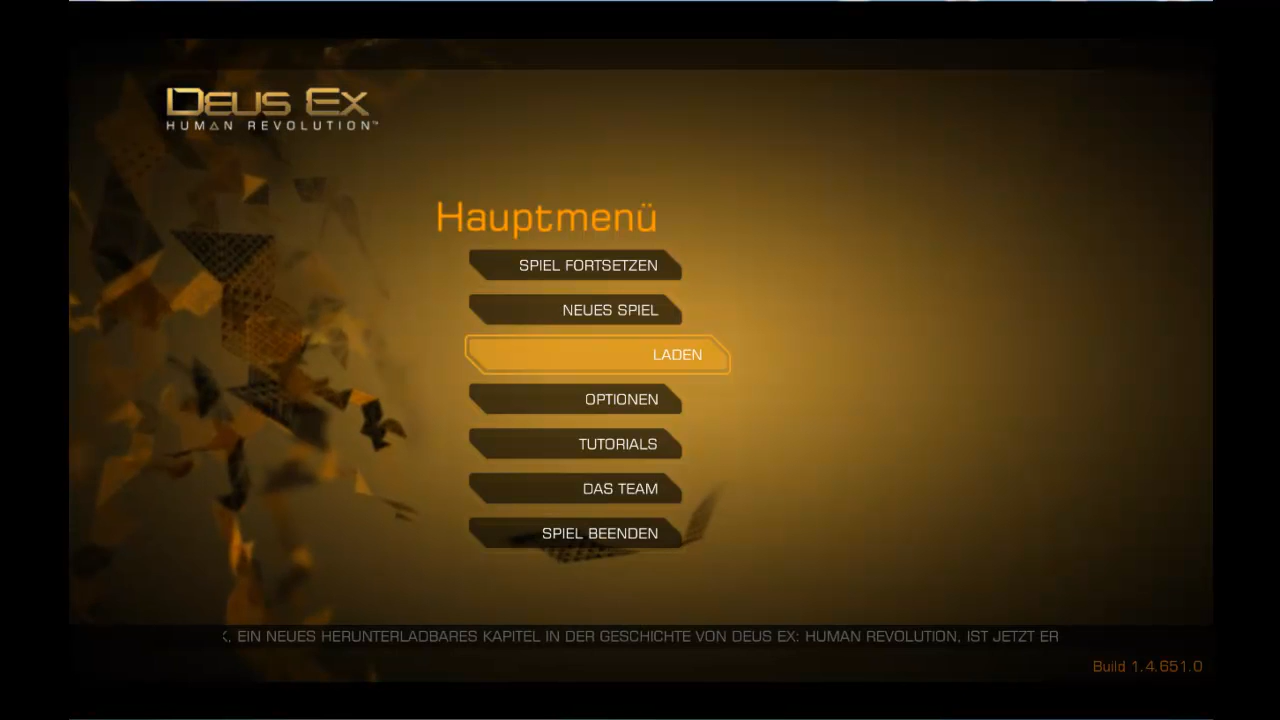 DEUS EX
HUMAN REVOLUTION™
Hauptmenü
SPIEL FORTSETZEN
NEUES SPIEL
LADEN
OPTIONEN
TUTORIALS
DAS TEAM
SPIEL BEENDEN
, EIN NEUES HERUNTERLADBARES KAPITEL IN DER GESCHICHTE VON DEUS EX: HUMAN REVOLUTION, IST JETZT ER
Build 1.4.651.0